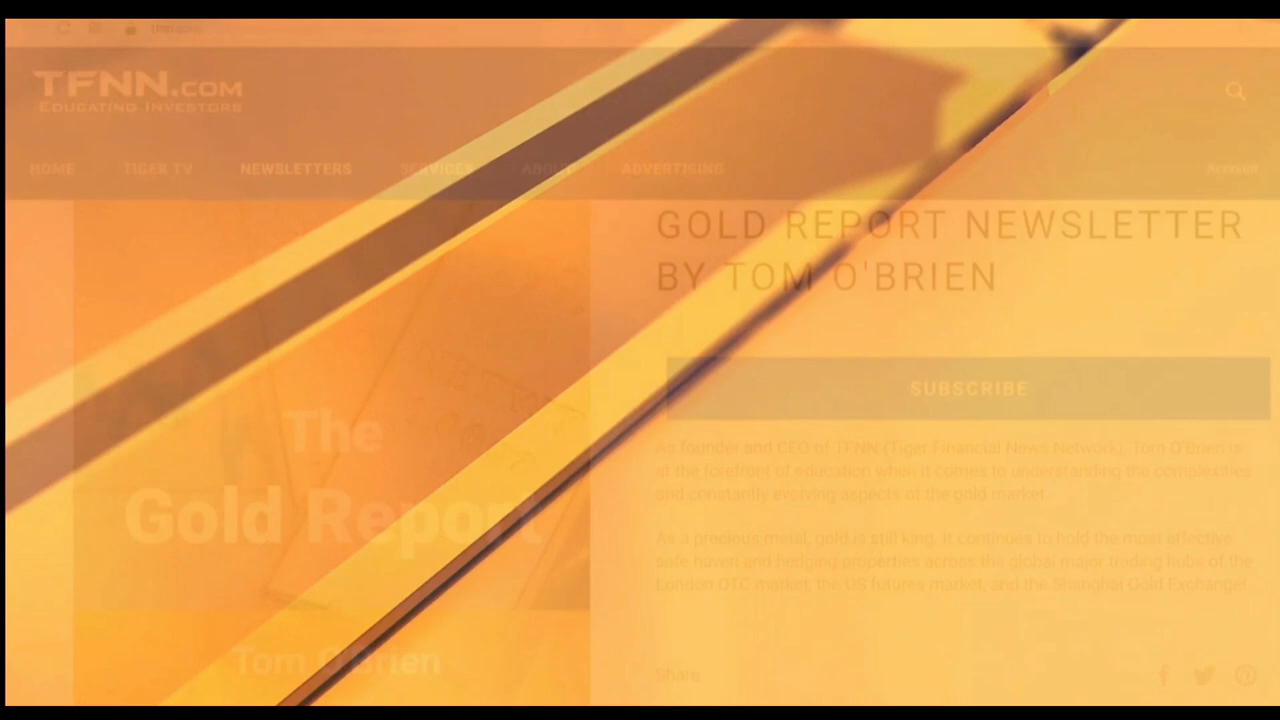 TFNN.COM
EDUCATING INVESTORS
HOME TIGER TV NEWSLETTERS SERVICES ABOUT ADVERTISING Account
GOLD REPORT NEWSLETTER
BY TOM O'BRIEN
SUBSCRIBE
As founder and CEO of TFNN (Tiger Financial News Network), Tom O'Brien is
at the forefront of education when it comes to understanding the complexities
and constantly evolving aspects of the gold market.
As a precious metal, gold is still king. It continues to hold the most effective
safe haven and hedging properties across the global major trading hubs of the
London OTC market, the US futures market, and the Shanghai Gold Exchange!
Share
The
Gold Report
Tom O'Brien